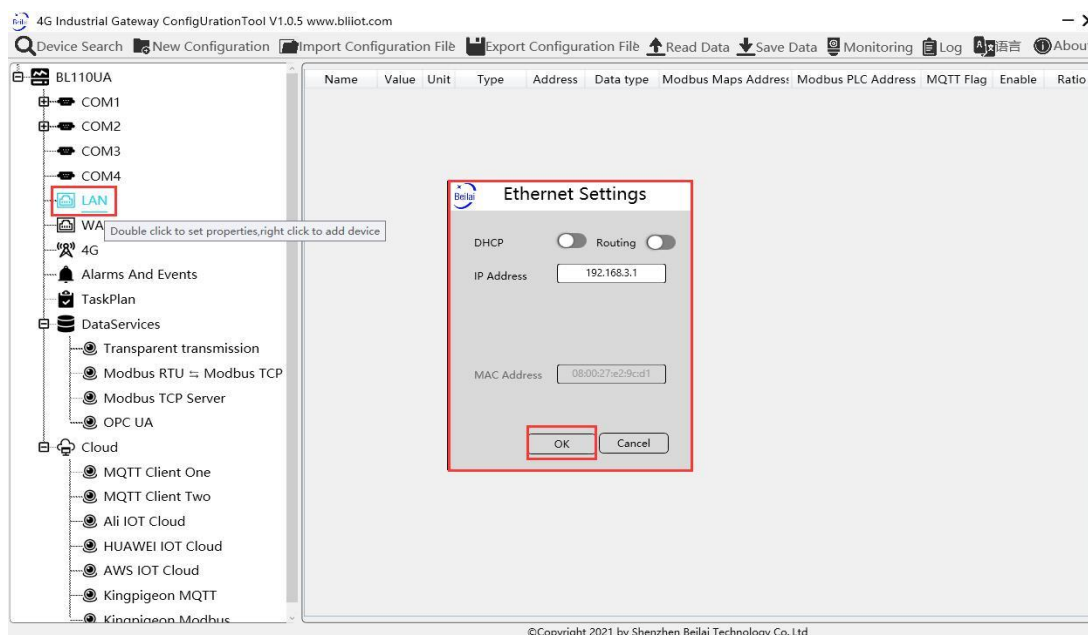 Beilai 4G Industrial Gateway ConfigUrationTool V1.0.5 www.bliiot.com
Device Search New Configuration Import Configuration File Export Configuration File Read Data Save Data Monitoring Log 语言 About
BL110UA
Name Value Unit Type Address Data type Modbus Maps Address Modbus PLC Address MQTT Flag Enable Ratio
COM1
COM2
COM3
COM4
LAN
WA
Double click to set properties,right click to add device
4G
Alarms And Events
TaskPlan
DataServices
Transparent transmission
Modbus RTU ⇆ Modbus TCP
Modbus TCP Server
OPC UA
Cloud
MQTT Client One
MQTT Client Two
Ali IOT Cloud
HUAWEI IOT Cloud
AWS IOT Cloud
Kingpigeon MQTT
Kingpigeon Modbus
Beilai Ethernet Settings
DHCP Routing
IP Address 192.168.3.1
MAC Address 08:00:27:e2:9c:d1
OK Cancel
©Copyright 2021 by Shenzhen Beilai Technology Co.,Ltd